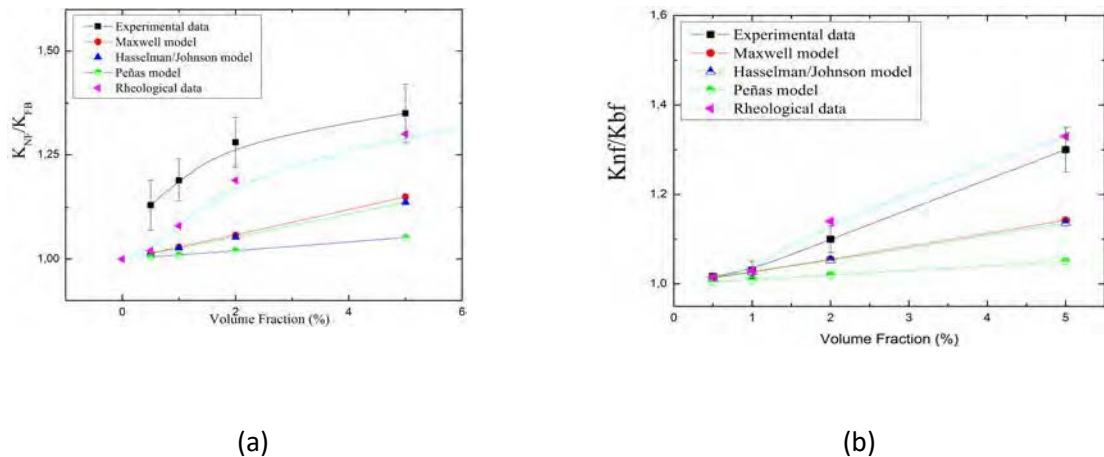 Experimental data
Maxwell model
Hasselman/Johnson model
Peñas model
Rheological data
1,50
1,25
1,00
K_NF/K_FB
0
2
4
6
Volume Fraction (%)
(a)
1,6
Experimental data
Maxwell model
Hasselman/Johnson model
Peñas model
Rheological data
1,4
1,2
1,0
Knf/Kbf
0
1
2
3
4
5
Volume Fraction (%)
(b)